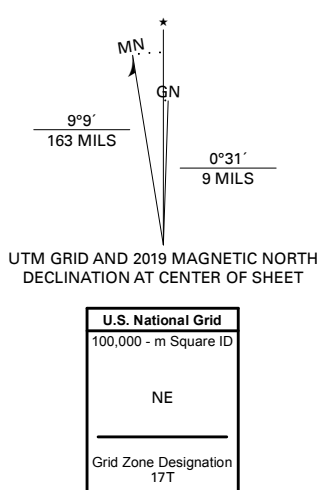 ★
MN
GN
9°9´
163 MILS
0°31´
9 MILS
UTM GRID AND 2019 MAGNETIC NORTH
DECLINATION AT CENTER OF SHEET
U.S. National Grid
100,000 - m Square ID
NE
Grid Zone Designation
17T